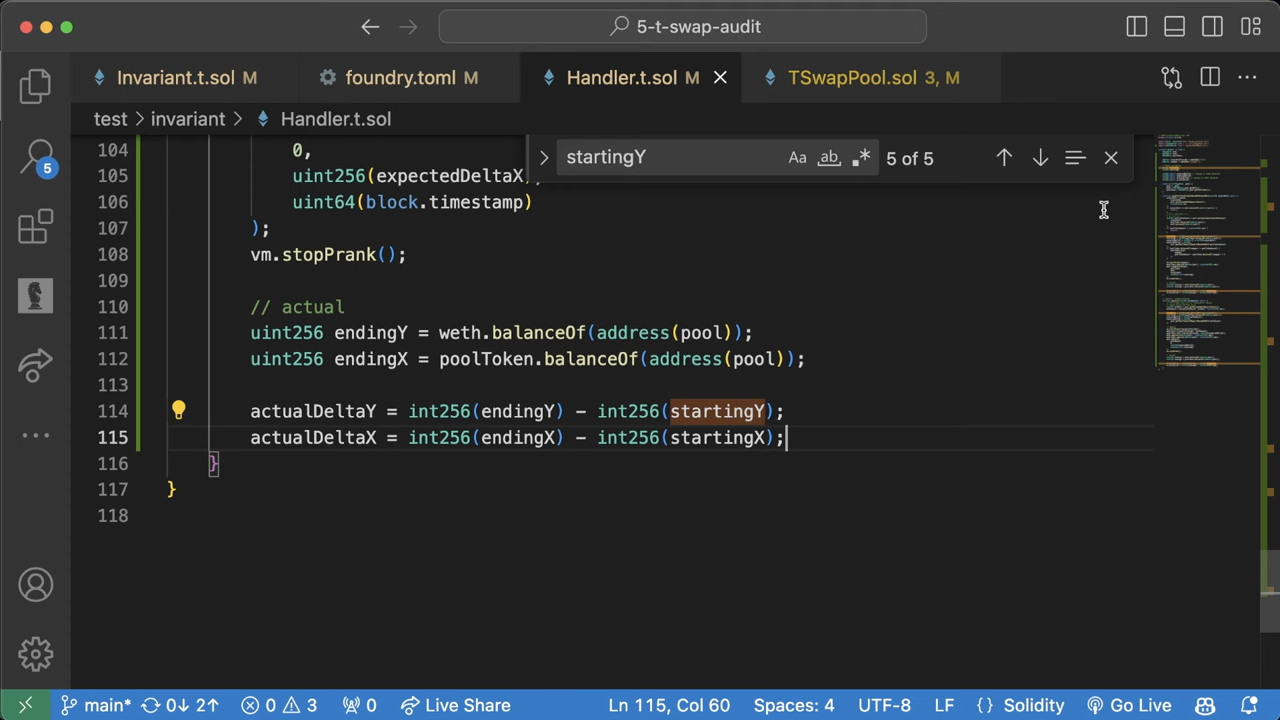 5-t-swap-audit
Invariant.t.sol M
foundry.toml M
Handler.t.sol M
TSwapPool.sol 3, M
test > invariant > Handler.t.sol
startingY
Aa ab .* 5 of 5
5
104 0,
105 uint256(expectedDeltaX),
106 uint64(block.timestamp)
107 );
108 vm.stopPrank();
109
110 // actual
111 uint256 endingY = weth.balanceOf(address(pool));
112 uint256 endingX = poolToken.balanceOf(address(pool));
113
114 actualDeltaY = int256(endingY) - int256(startingY);
115 actualDeltaX = int256(endingX) - int256(startingX);
116 }
117 }
118
main* 0↓ 2↑ 0 3 0 Live Share Ln 115, Col 60 Spaces: 4 UTF-8 LF {} Solidity Go Live